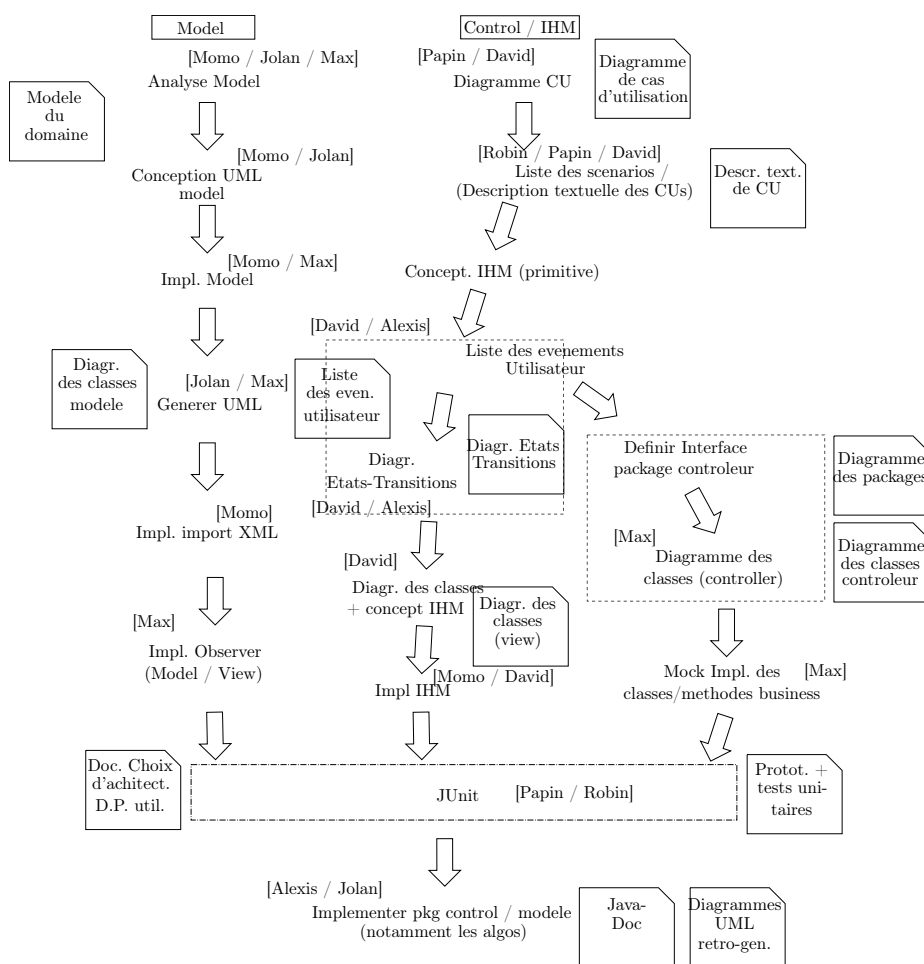 Model
Control / IHM
[Momo / Jolan / Max]
Analyse Model
[Papin / David]
Diagramme CU
Diagramme
de cas
d'utilisation
Modele
du
domaine
[Momo / Jolan]
Conception UML
model
[Robin / Papin / David]
Liste des scenarios /
(Description textuelle des CUs)
Descr. text.
de CU
[Momo / Max]
Impl. Model
Concept. IHM (primitive)
[David / Alexis]
Liste des evenements
Utilisateur
Diagr.
des classes
modele
[Jolan / Max]
Generer UML
Liste
des even.
utilisateur
Diagr.
Etats-Transitions
[David / Alexis]
Diagr. Etats
Transitions
Definir Interface
package controleur
Diagramme
des packages
[Momo]
Impl. import XML
[Max]
Diagramme des
classes (controller)
Diagramme
des classes
controleur
[David]
Diagr. des classes
+ concept IHM
Diagr. des
classes
(view)
[Max]
Impl. Observer
(Model / View)
[Momo / David]
Impl IHM
Mock Impl. des
classes/methodes business
[Max]
Doc. Choix
d'achitect.
D.P. util.
JUnit
[Papin / Robin]
Protot. +
tests uni-
taires
[Alexis / Jolan]
Implementer pkg control / modele
(notamment les algos)
Java-
Doc
Diagrammes
UML
retro-gen.